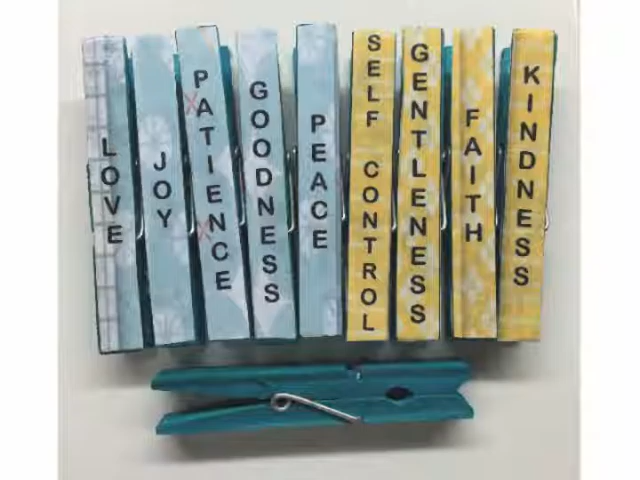 LOVE
JOY
PATIENCE
GOODNESS
PEACE
SELF CONTROL
GENTLENESS
FAITH
KINDNESS